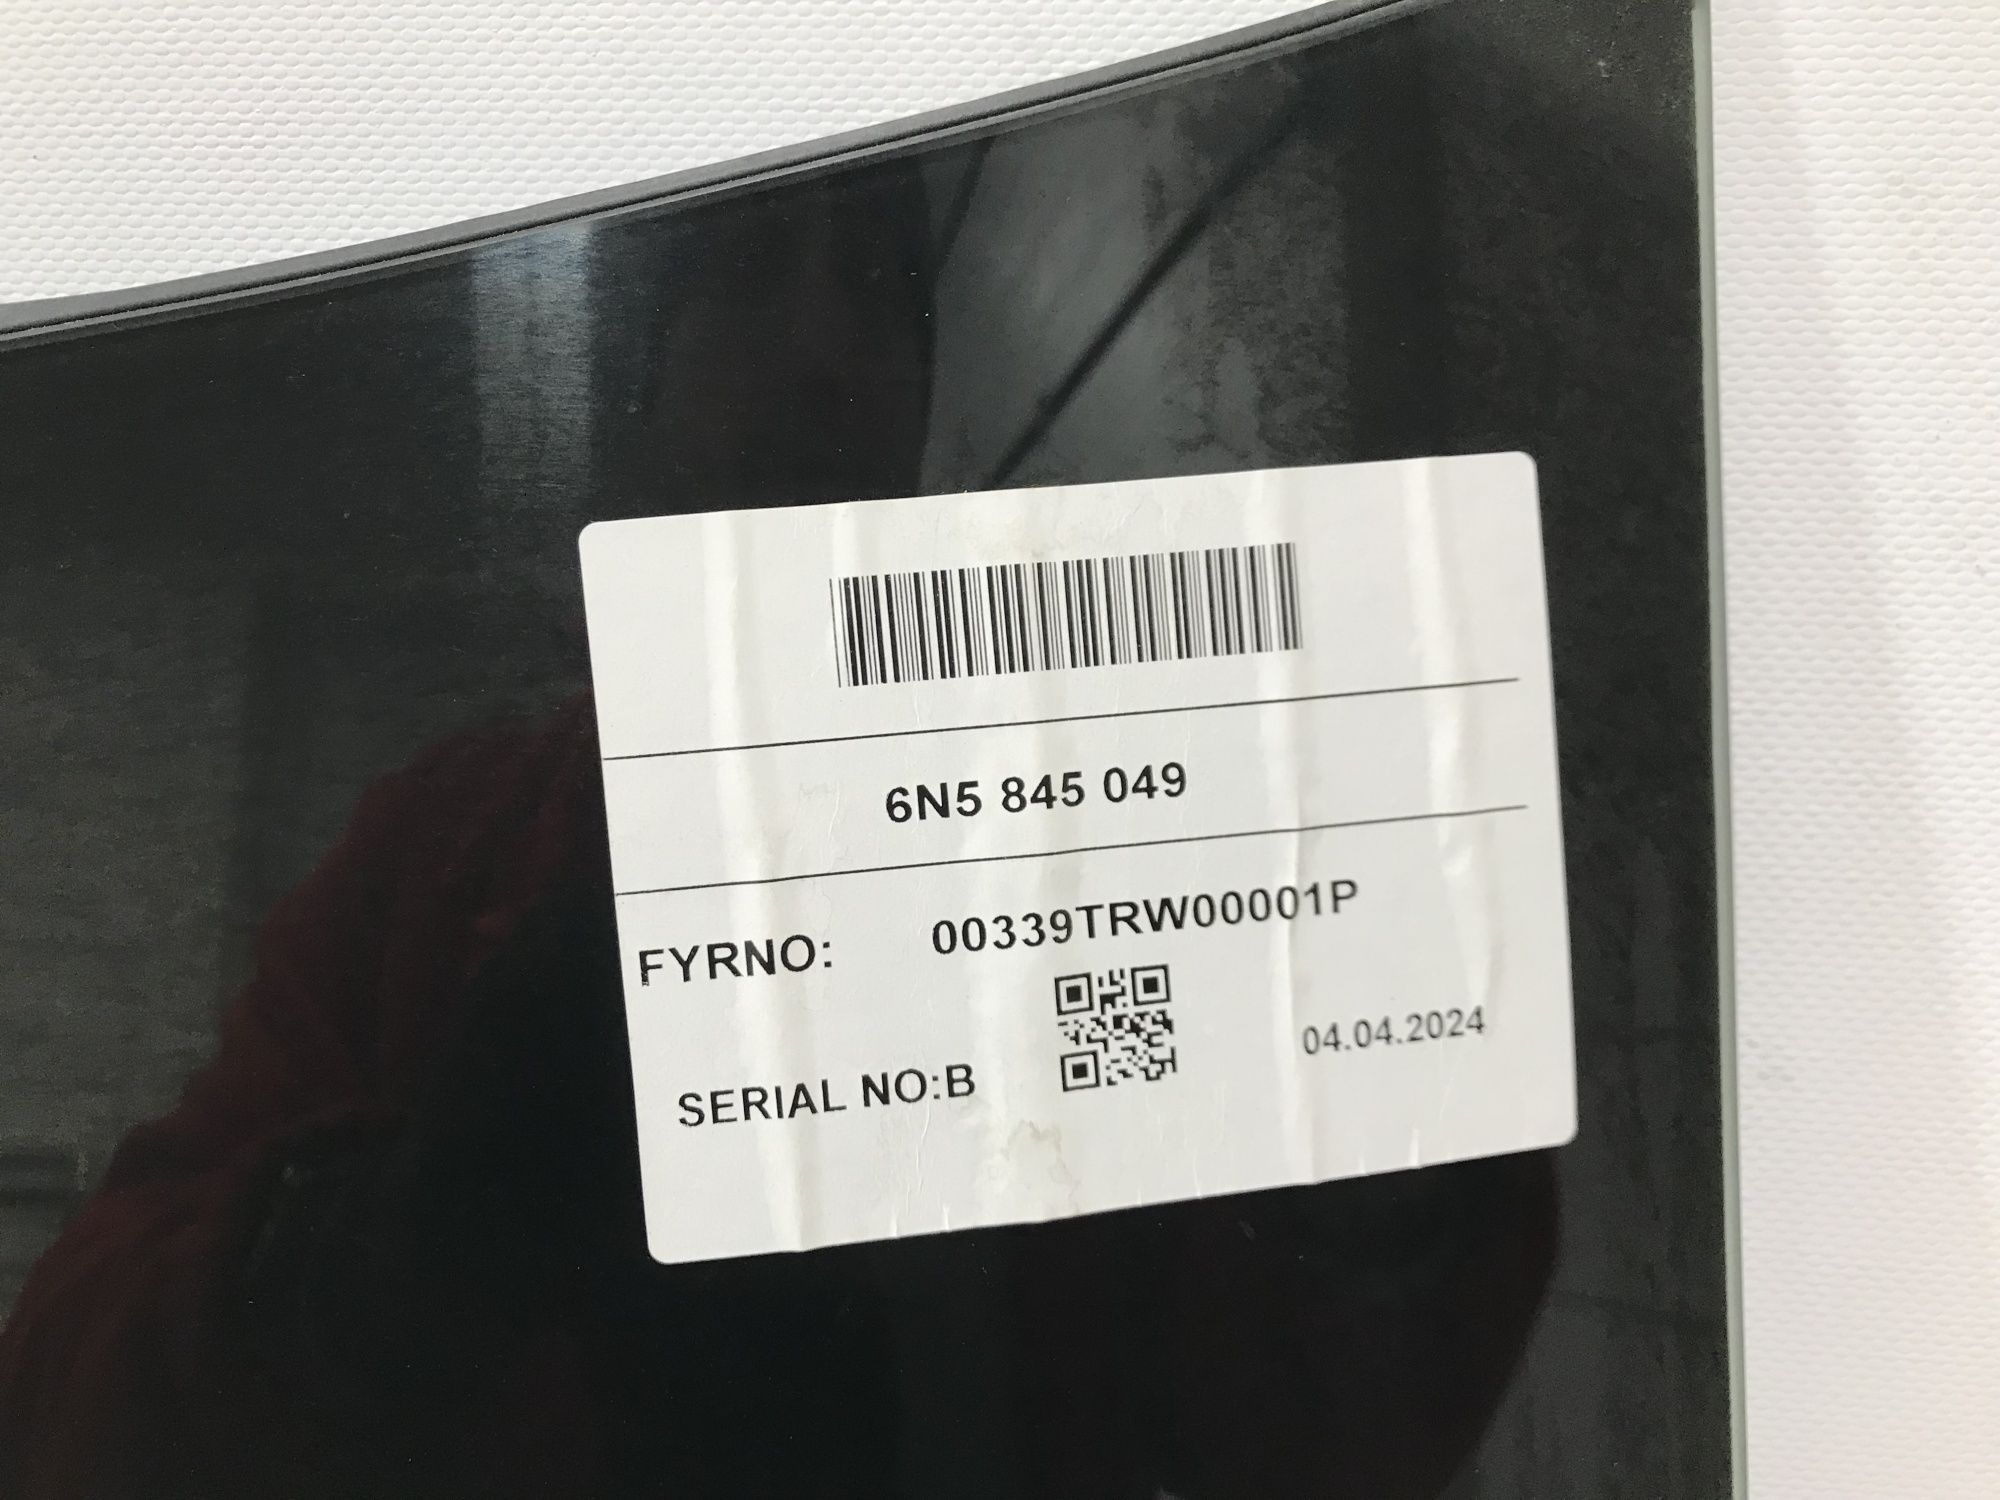 6N5 845 049
FYRNO: 00339TRW00001P
SERIAL NO:B
04.04.2024